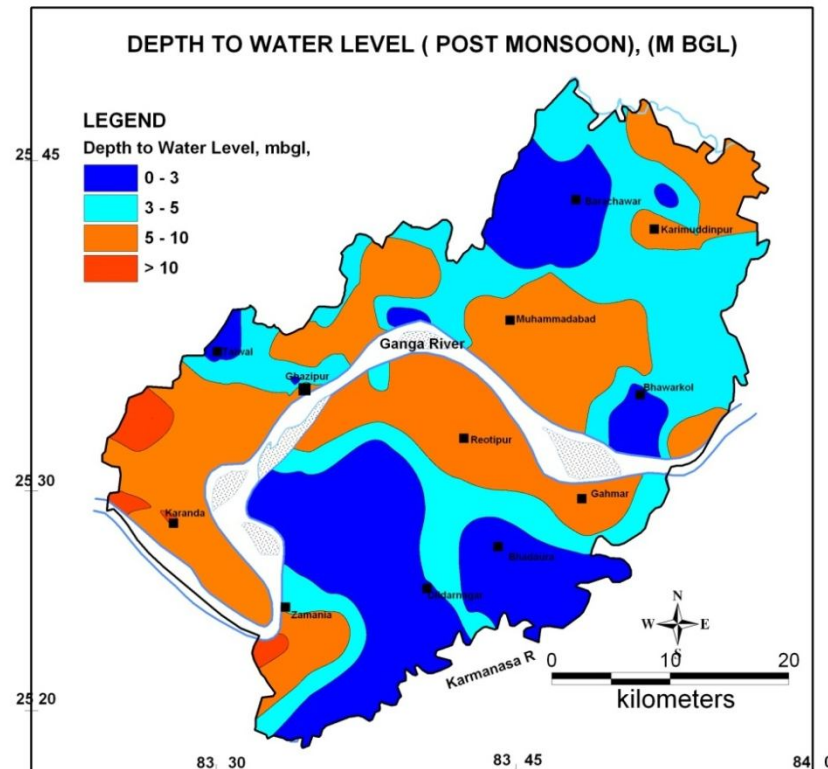 DEPTH TO WATER LEVEL ( POST MONSOON), (M BGL)
LEGEND
Depth to Water Level, mbgl,
0 - 3
3 - 5
5 - 10
> 10
25 45
25 30
25 20
Barachawar
Karimuddinpur
Muhammadabad
Ganga River
Ghazipur
Bhawarkol
Reotipur
Gahmar
Karanda
Zamania
Karmanasa R
N
W E
S
0 10 20
kilometers
83 30
83 45
84 0